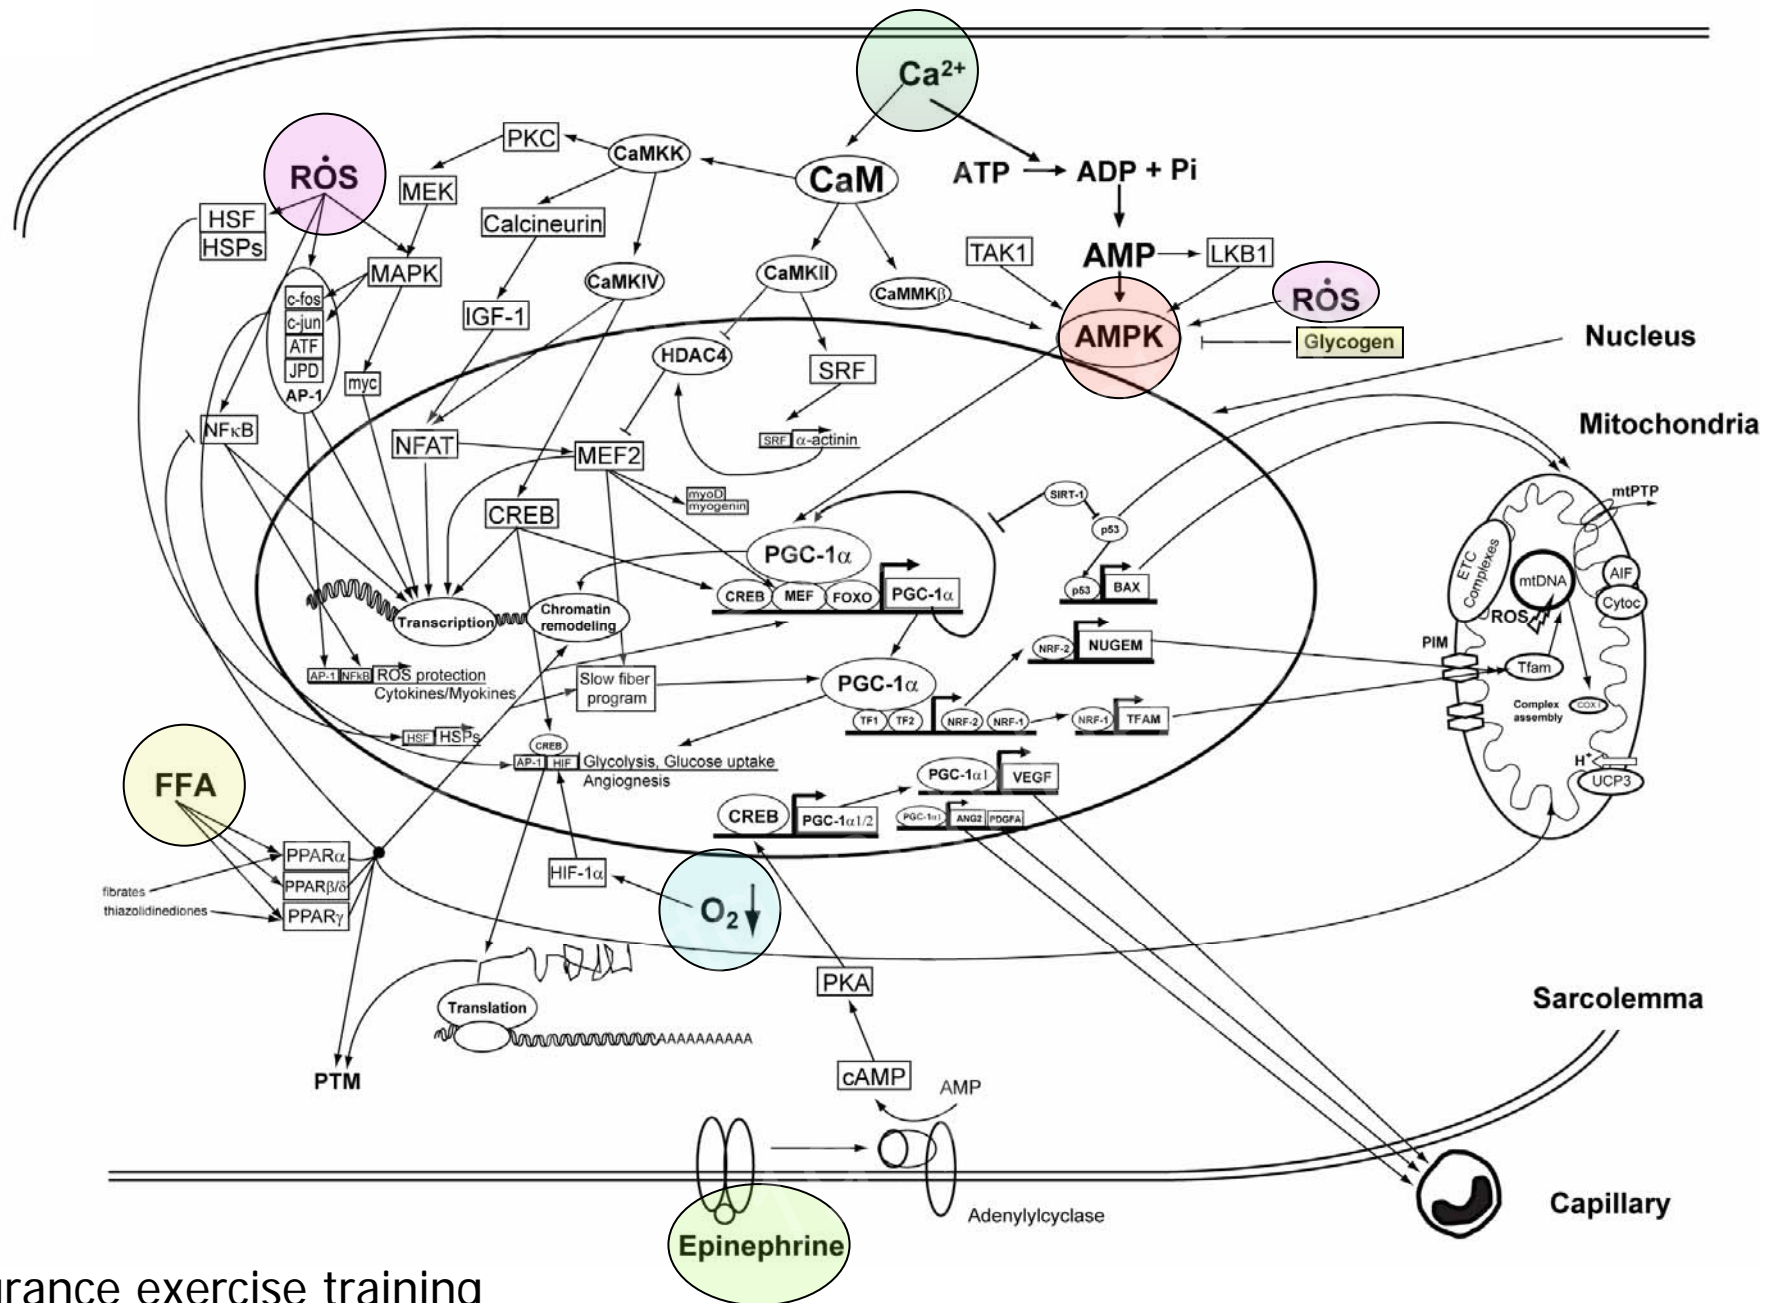 Ca²⁺
ROS
PKC
CaMKK
CaM
ATP
ADP + Pi
MEK
HSF
HSPs
Calcineurin
TAK1
AMP
LKB1
MAPK
CaMKIV
CaMKII
CaMMKβ
ROS
c-fos
c-jun
ATF
JPD
AP-1
IGF-1
AMPK
Glycogen
Nucleus
HDAC4
SRF
myc
Mitochondria
NFκB
NFAT
MEF2
SRF
α-actinin
myoD
myogenin
SIRT-1
mtPTP
CREB
p53
PGC-1α
ETC
Complexes
mtDNA
AIF
Cytoc
ROS
CREB
MEF
FOXO
PGC-1α
p53
BAX
Transcription
Chromatin
remodeling
NRF-2
NUGEM
PIM
Tfam
AP-1
NFkB
ROS protection
Cytokines/Myokines
Slow fiber
program
PGC-1α
TF1
TF2
NRF-2
NRF-1
NRF-1
TFAM
Complex
assembly
COX I
HSF
HSPs
CREB
AP-1
HIF
Glycolysis, Glucose uptake
Angiognesis
H⁺
UCP3
FFA
PGC-1α1
VEGF
CREB
PGC-1α1/2
PGC-1α1
ANG2
PDGFA
PPARα
PPARβ/δ
PPARγ
fibrates
thiazolidinediones
HIF-1α
O₂
PKA
Sarcolemma
Translation
AAAAAAAAAA
PTM
cAMP
AMP
Adenylylcyclase
Capillary
Epinephrine
exercise training